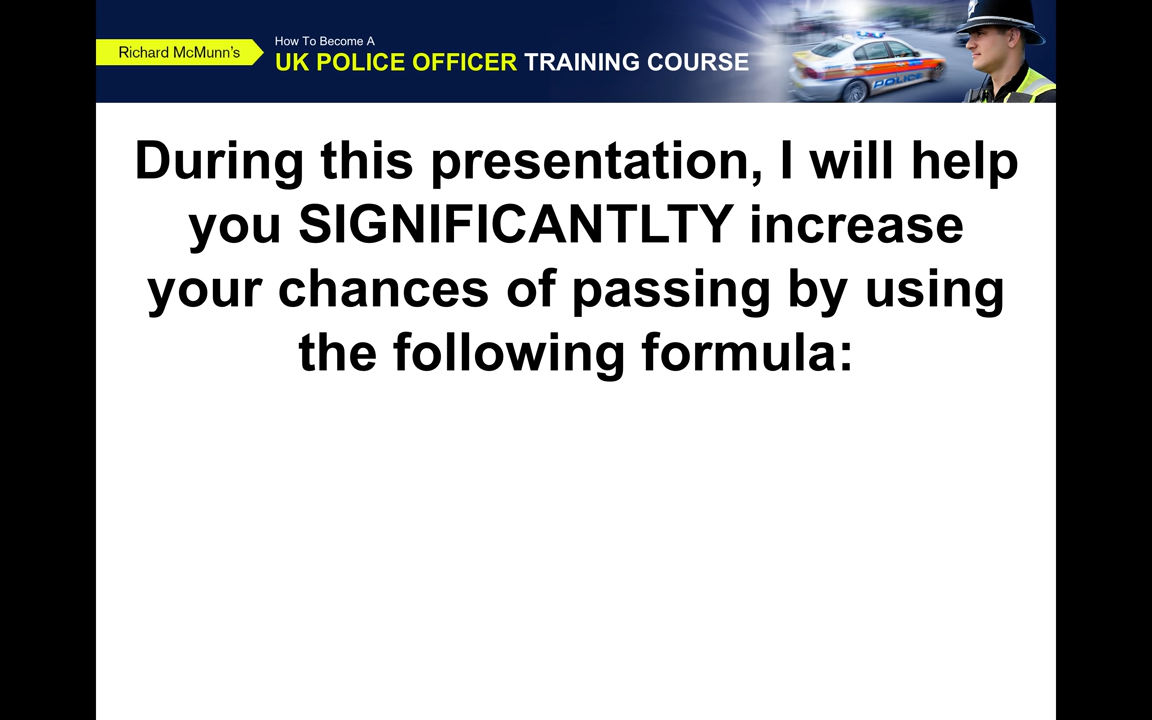 Richard McMunn's
How To Become A
UK POLICE OFFICER TRAINING COURSE
POLICE
During this presentation, I will help
you SIGNIFICANTLTY increase
your chances of passing by using
the following formula: